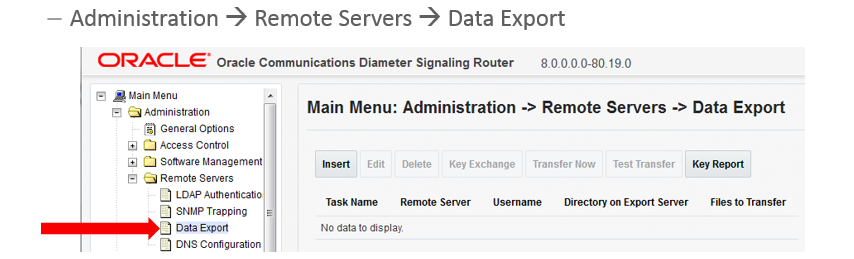 – Administration → Remote Servers → Data Export
ORACLE® Oracle Communications Diameter Signaling Router 8.0.0.0.0-80.19.0
Main Menu
Administration
General Options
Access Control
Software Management
Remote Servers
LDAP Authenticatio
SNMP Trapping
Data Export
DNS Configuration
Main Menu: Administration -> Remote Servers -> Data Export
Insert Edit Delete Key Exchange Transfer Now Test Transfer Key Report
Task Name Remote Server Username Directory on Export Server Files to Transfer
No data to display.